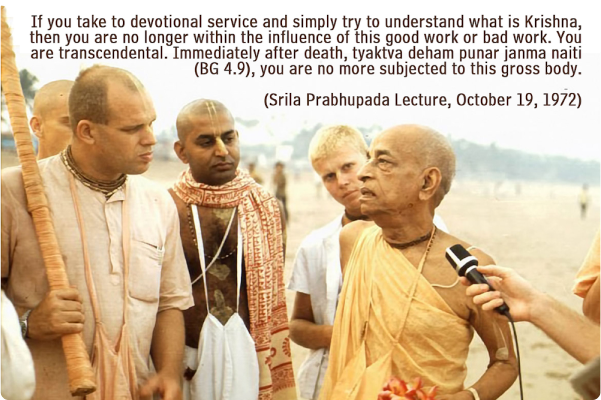 If you take to devotional service and simply try to understand what is Krishna,
then you are no longer within the influence of this good work or bad work. You
are transcendental. Immediately after death, tyaktva deham punar janma naiti
(BG 4.9), you are no more subjected to this gross body.
(Srila Prabhupada Lecture, October 19, 1972)